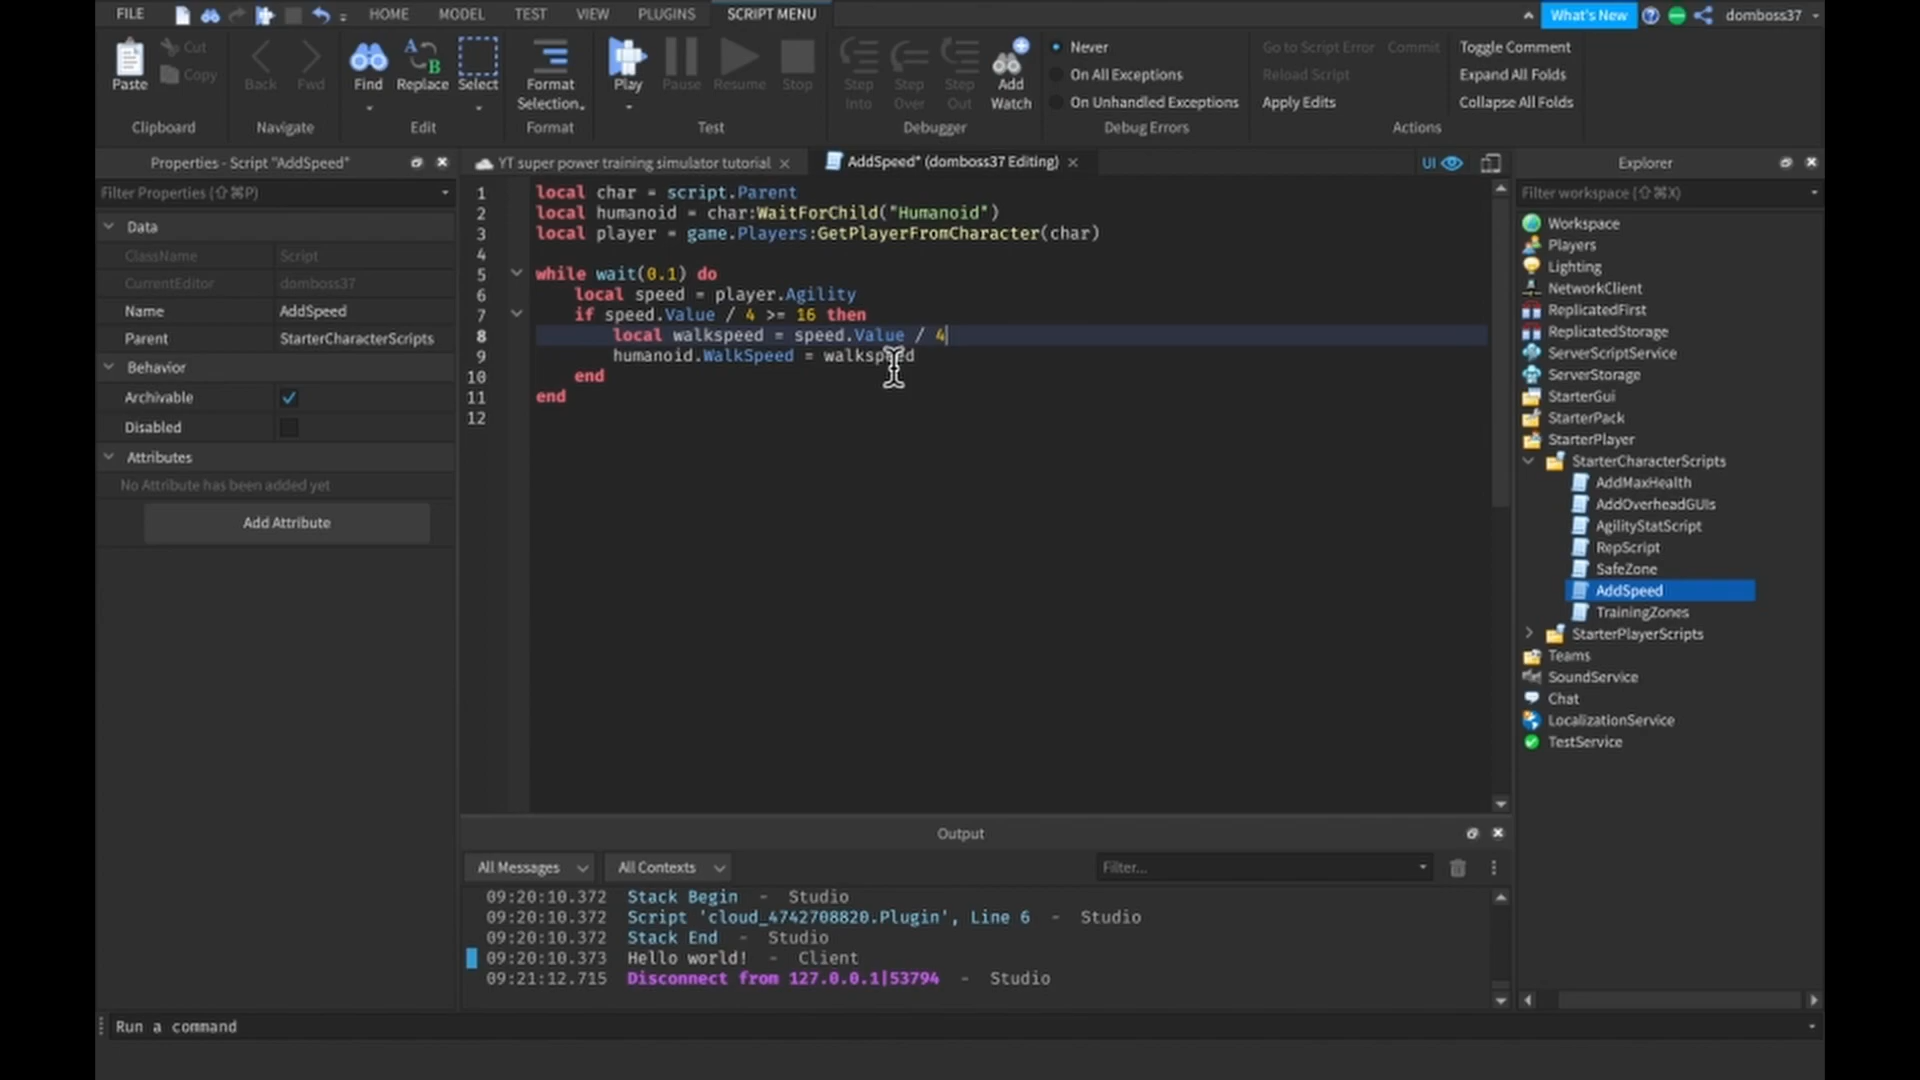 FILE HOME MODEL TEST VIEW PLUGINS SCRIPT MENU What's New domboss37
Paste Cut Copy Back Fwd Find Replace Select Format Selection Play Pause Resume Stop Step Into Step Over Step Out Add Watch
Never
On All Exceptions
On Unhandled Exceptions
Go to Script Error Commit
Reload Script
Apply Edits
Toggle Comment
Expand All Folds
Collapse All Folds
Clipboard Navigate Edit Format Test Debugger Debug Errors Actions
Properties - Script "AddSpeed"
Filter Properties (⇧⌘P)
Data
ClassName Script
CurrentEditor domboss37
Name AddSpeed
Parent StarterCharacterScripts
Behavior
Archivable
Disabled
Attributes
No Attribute has been added yet
Add Attribute
YT super power training simulator tutorial × AddSpeed* (domboss37 Editing) × UI
1 local char = script.Parent
2 local humanoid = char:WaitForChild("Humanoid")
3 local player = game.Players:GetPlayerFromCharacter(char)
4
5 while wait(0.1) do
6 local speed = player.Agility
7 if speed.Value / 4 >= 16 then
8 local walkspeed = speed.Value / 4
9 humanoid.WalkSpeed = walkspeed
10 end
11 end
12
Output
All Messages All Contexts Filter...
09:20:10.372 Stack Begin - Studio
09:20:10.372 Script 'cloud_4742708820.Plugin', Line 6 - Studio
09:20:10.372 Stack End - Studio
09:20:10.373 Hello world! - Client
09:21:12.715 Disconnect from 127.0.0.1|53794 - Studio
Explorer
Filter workspace (⇧⌘X)
Workspace
Players
Lighting
NetworkClient
ReplicatedFirst
ReplicatedStorage
ServerScriptService
ServerStorage
StarterGui
StarterPack
StarterPlayer
StarterCharacterScripts
AddMaxHealth
AddOverheadGUIs
AgilityStatScript
RepScript
SafeZone
AddSpeed
TrainingZones
StarterPlayerScripts
Teams
SoundService
Chat
LocalizationService
TestService
Run a command